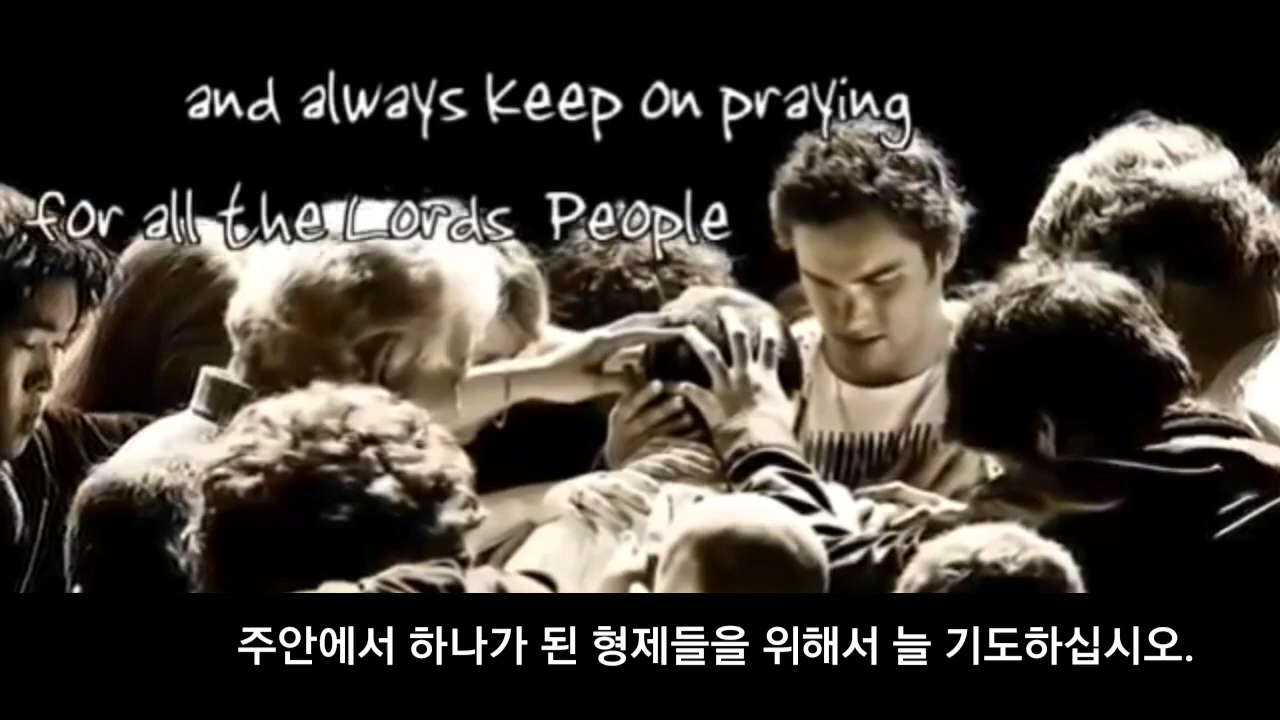 and always keep on praying
for all the Lords People
주안에서 하나가 된 형제들을 위해서 늘 기도하십시오.